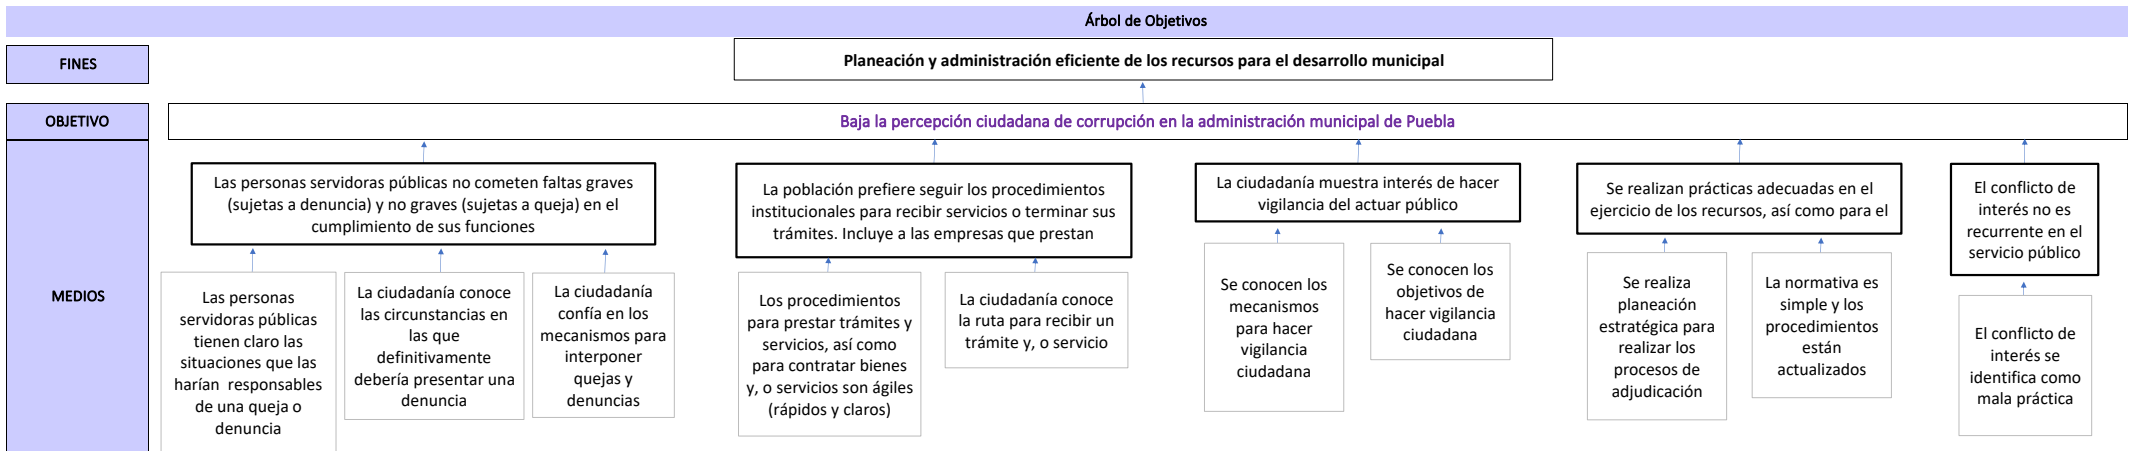 Árbol de Objetivos
FINES
Planeación y administración eficiente de los recursos para el desarrollo municipal
OBJETIVO
Baja la percepción ciudadana de corrupción en la administración municipal de Puebla
MEDIOS
Las personas servidoras públicas no cometen faltas graves
(sujetas a denuncia) y no graves (sujetas a queja) en el
cumplimiento de sus funciones
La población prefiere seguir los procedimientos
institucionales para recibir servicios o terminar sus
trámites. Incluye a las empresas que prestan
La ciudadanía muestra interés de hacer
vigilancia del actuar público
Se realizan prácticas adecuadas en el
ejercicio de los recursos, así como para el
El conflicto de
interés no es
recurrente en el
servicio público
Las personas
servidoras públicas
tienen claro las
situaciones que las
harían  responsables
de una queja o
denuncia
La ciudadanía conoce
las circunstancias en
las que
definitivamente
debería presentar una
denuncia
La ciudadanía
confía en los
mecanismos para
interponer
quejas y
denuncias
Los procedimientos
para prestar trámites y
servicios, así como
para contratar bienes
y, o servicios son ágiles
(rápidos y claros)
La ciudadanía conoce
la ruta para recibir un
trámite y, o servicio
Se conocen los
mecanismos
para hacer
vigilancia
ciudadana
Se conocen los
objetivos de
hacer vigilancia
ciudadana
Se realiza
planeación
estratégica para
realizar los
procesos de
adjudicación
La normativa es
simple y los
procedimientos
están
actualizados
El conflicto de
interés se
identifica como
mala práctica